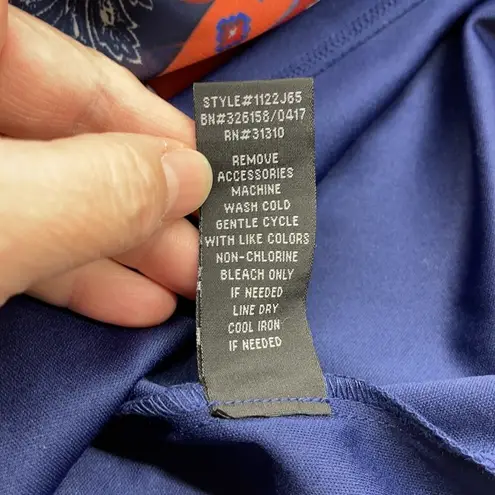 STYLE#1122J65
BN#326158/0417
RN#31310
REMOVE
ACCESSORIES
MACHINE
WASH COLD
GENTLE CYCLE
WITH LIKE COLORS
NON-CHLORINE
BLEACH ONLY
IF NEEDED
LINE DRY
COOL IRON
IF NEEDED